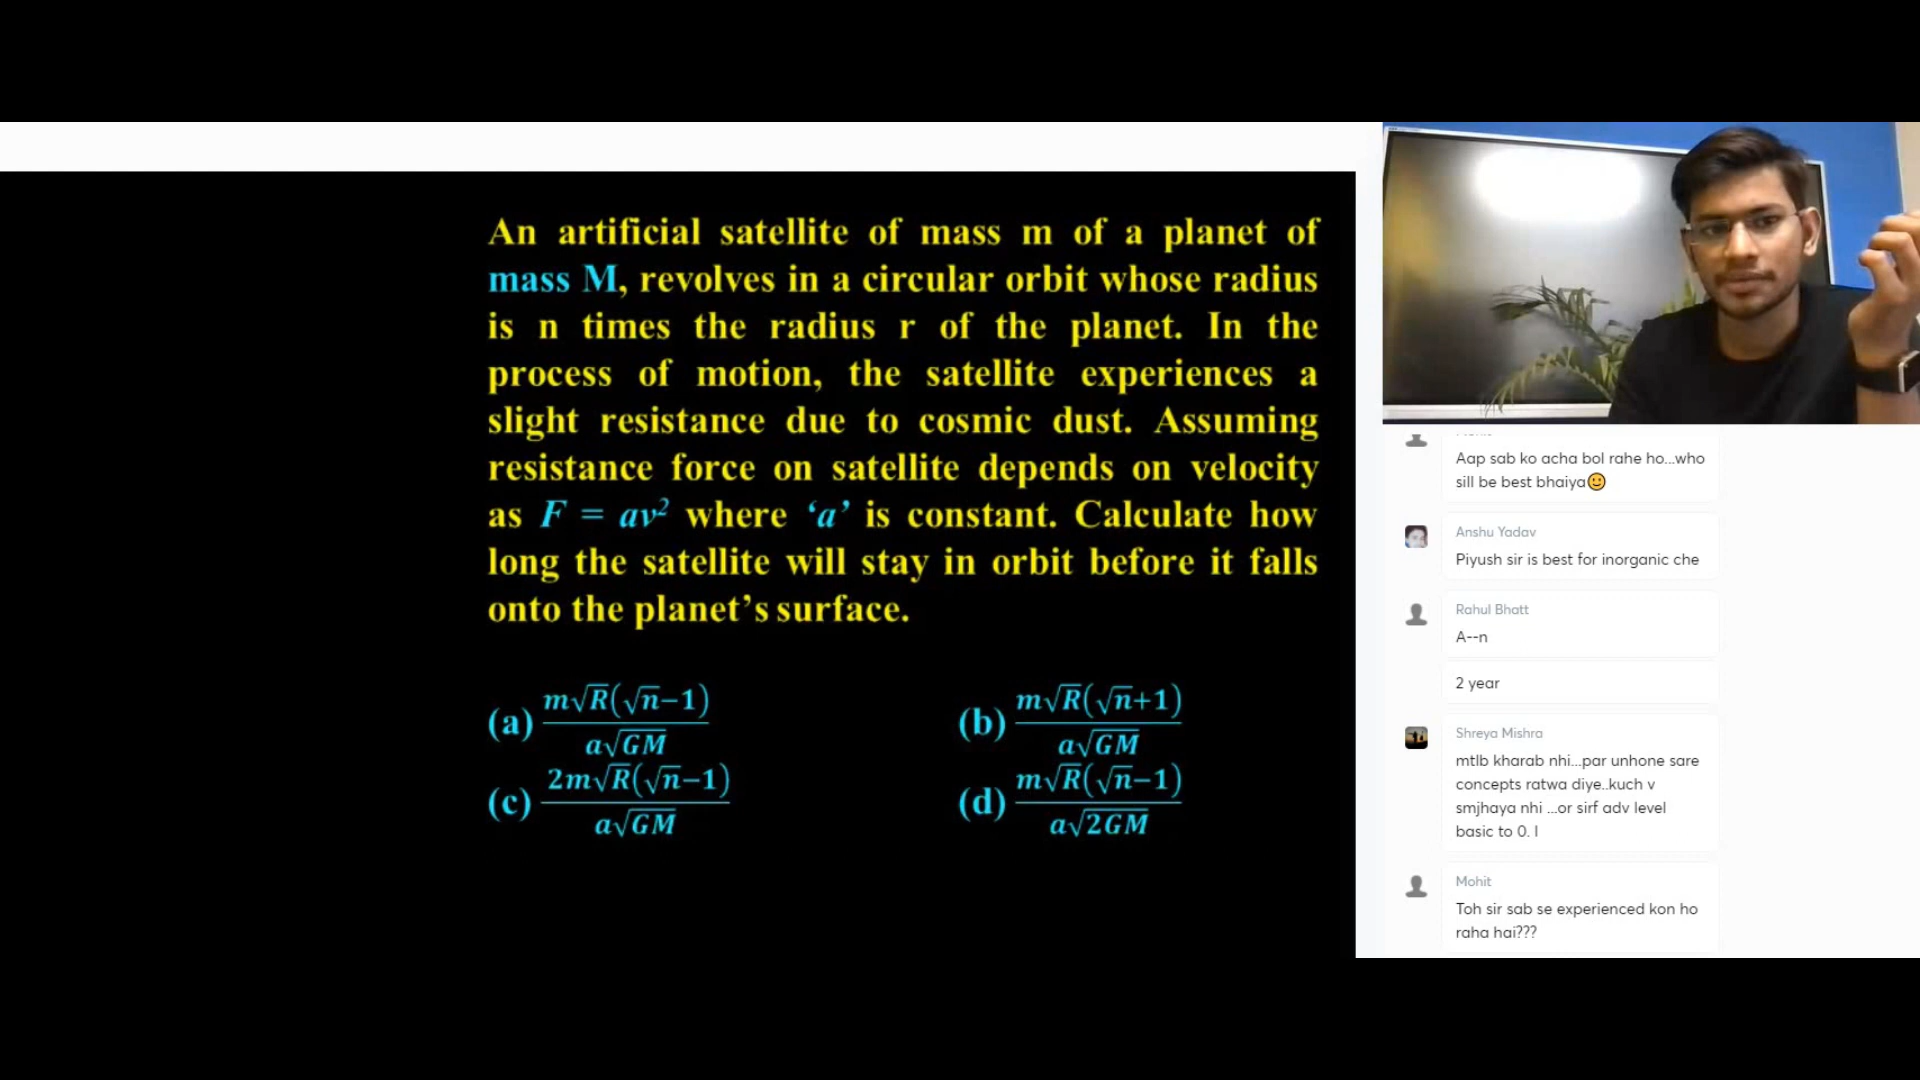 An artificial satellite of mass m of a planet of
mass M, revolves in a circular orbit whose radius
is n times the radius r of the planet. In the
process of motion, the satellite experiences a
slight resistance due to cosmic dust. Assuming
resistance force on satellite depends on velocity
as F = av² where ‘a’ is constant. Calculate how
long the satellite will stay in orbit before it falls
onto the planet’s surface.
(a) m√R(√n−1) / a√GM
(b) m√R(√n+1) / a√GM
(c) 2m√R(√n−1) / a√GM
(d) m√R(√n−1) / a√2GM
Aap sab ko acha bol rahe ho...who
sill be best bhaiya🙂
Anshu Yadav
Piyush sir is best for inorganic che
Rahul Bhatt
A--n
2 year
Shreya Mishra
mtlb kharab nhi...par unhone sare
concepts ratwa diye..kuch v
smjhaya nhi ...or sirf adv level
basic to 0. I
Mohit
Toh sir sab se experienced kon ho
raha hai???